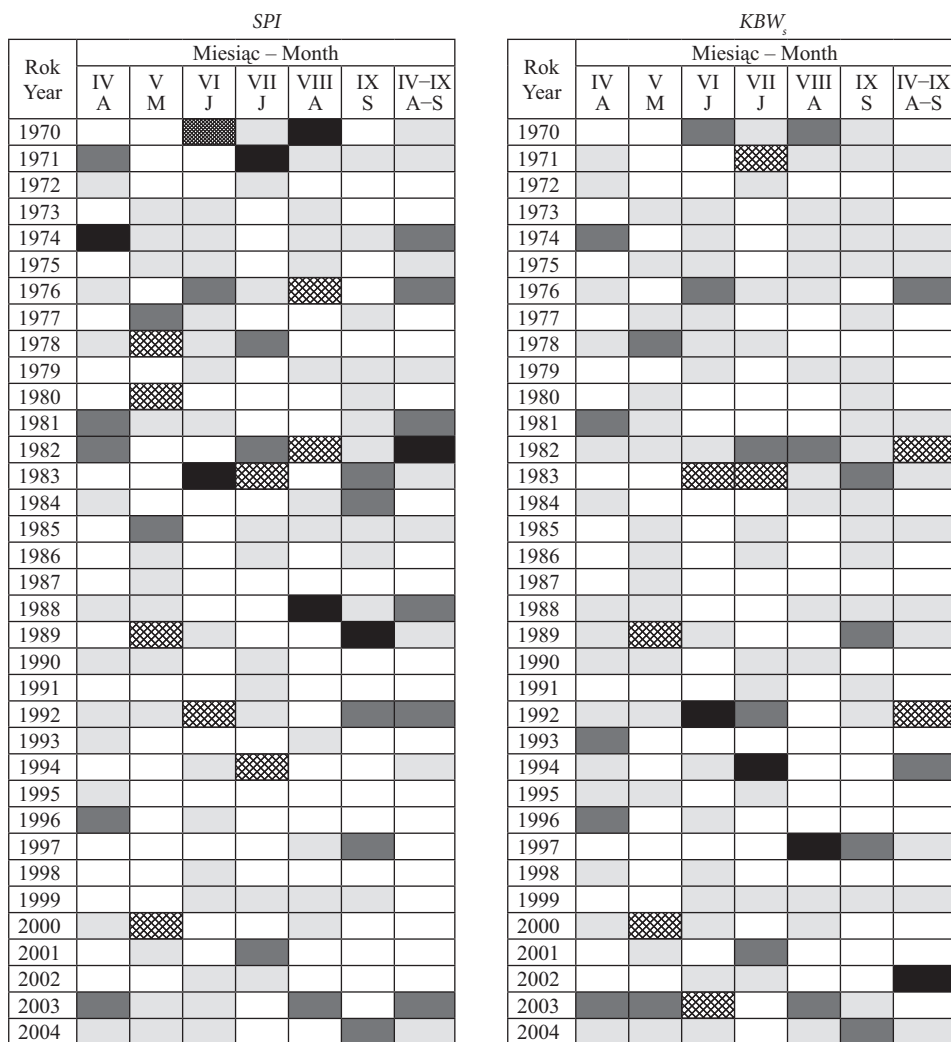 SPI
Miesiąc – Month
Rok
Year
IV
A
V
M
VI
J
VII
J
VIII
A
IX
S
IV–IX
A–S
1970
1971
1972
1973
1974
1975
1976
1977
1978
1979
1980
1981
1982
1983
1984
1985
1986
1987
1988
1989
1990
1991
1992
1993
1994
1995
1996
1997
1998
1999
2000
2001
2002
2003
2004
KBWs
Miesiąc – Month
Rok
Year
IV
A
V
M
VI
J
VII
J
VIII
A
IX
S
IV–IX
A–S
1970
1971
1972
1973
1974
1975
1976
1977
1978
1979
1980
1981
1982
1983
1984
1985
1986
1987
1988
1989
1990
1991
1992
1993
1994
1995
1996
1997
1998
1999
2000
2001
2002
2003
2004